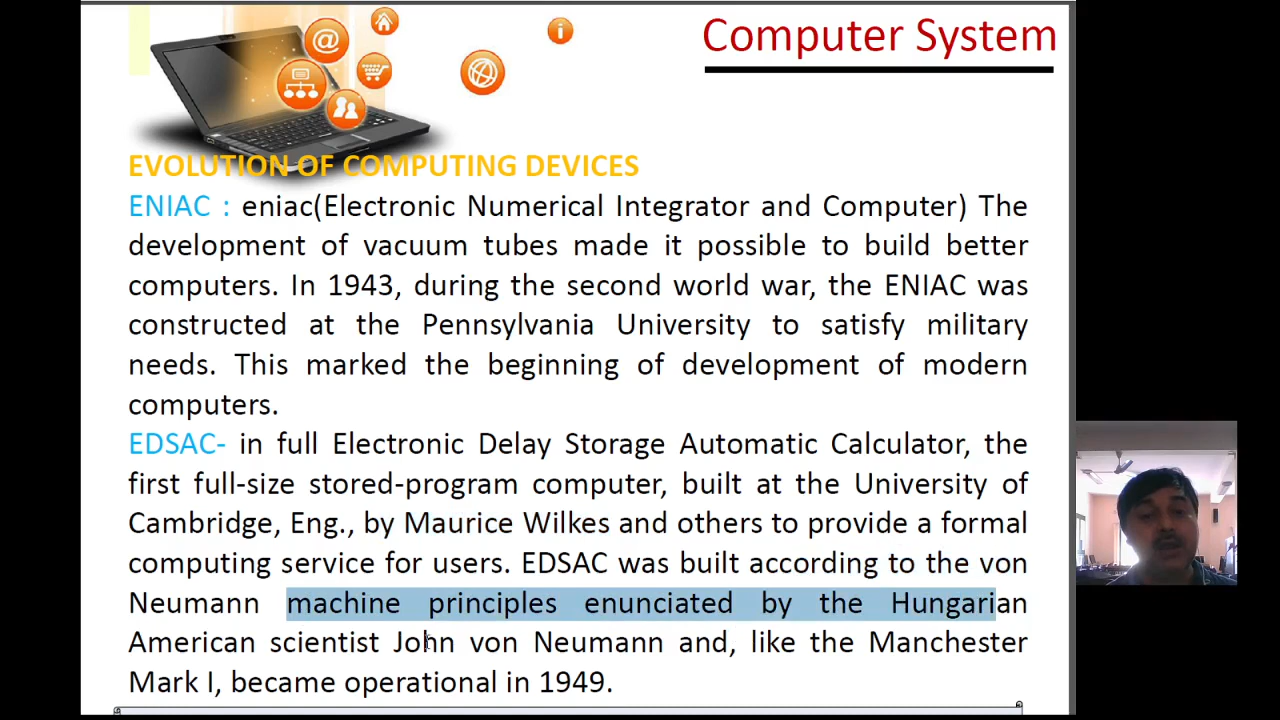 Computer System
EVOLUTION OF COMPUTING DEVICES
ENIAC : eniac(Electronic Numerical Integrator and Computer) The
development of vacuum tubes made it possible to build better
computers. In 1943, during the second world war, the ENIAC was
constructed at the Pennsylvania University to satisfy military
needs. This marked the beginning of development of modern
computers.
EDSAC- in full Electronic Delay Storage Automatic Calculator, the
first full-size stored-program computer, built at the University of
Cambridge, Eng., by Maurice Wilkes and others to provide a formal
computing service for users. EDSAC was built according to the von
Neumann machine principles enunciated by the Hungarian
American scientist John von Neumann and, like the Manchester
Mark I, became operational in 1949.